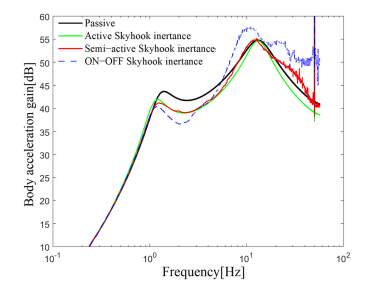 Passive
Active Skyhook inertance
Semi-active Skyhook inertance
ON-OFF Skyhook inertance
Body acceleration gain[dB]
60
55
50
45
40
35
30
25
20
15
10
10^-1 10^0 10^1 10^2
Frequency[Hz]